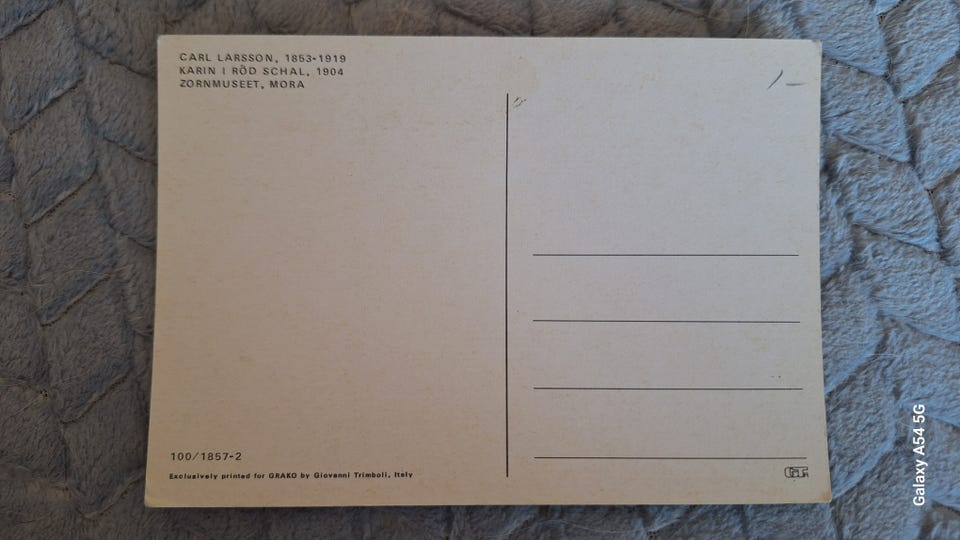 CARL LARSSON, 1853-1919
KARIN I RÖD SCHAL, 1904
ZORNMUSEET, MORA
1-
100/1857-2
Exclusively printed for GRAKO by Giovanni Trimboli, Italy
Galaxy A54 5G